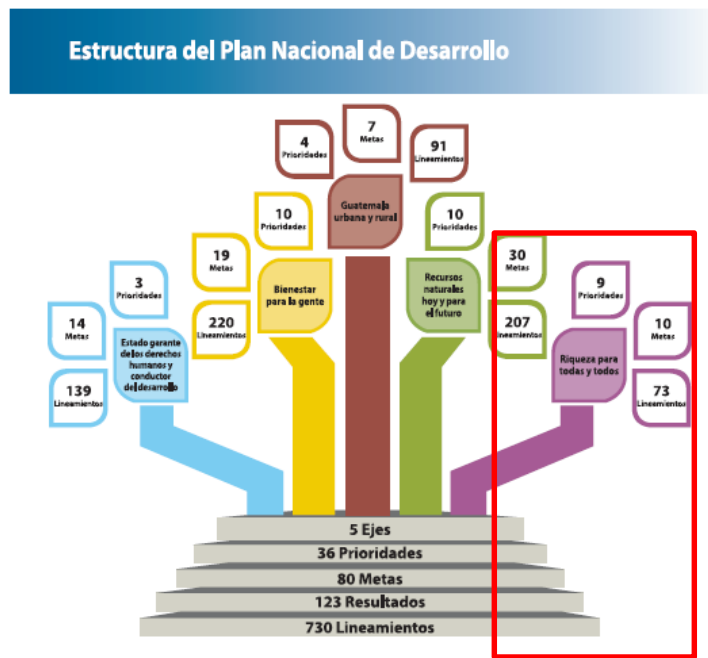 Estructura del Plan Nacional de Desarrollo
4
Prioridades
7
Metas
91
Lineamientos
Guatemala
urbana y rural
10
Prioridades
19
Metas
220
Lineamientos
Bienestar
para la gente
10
Prioridades
30
Metas
207
Lineamientos
Recursos
naturales
hoy y para
el futuro
3
Prioridades
14
Metas
139
Lineamientos
Estado garante
de los derechos
humanos y
conductor
del desarrollo
9
Prioridades
10
Metas
73
Lineamientos
Riqueza para
todas y todos
5 Ejes
36 Prioridades
80 Metas
123 Resultados
730 Lineamientos